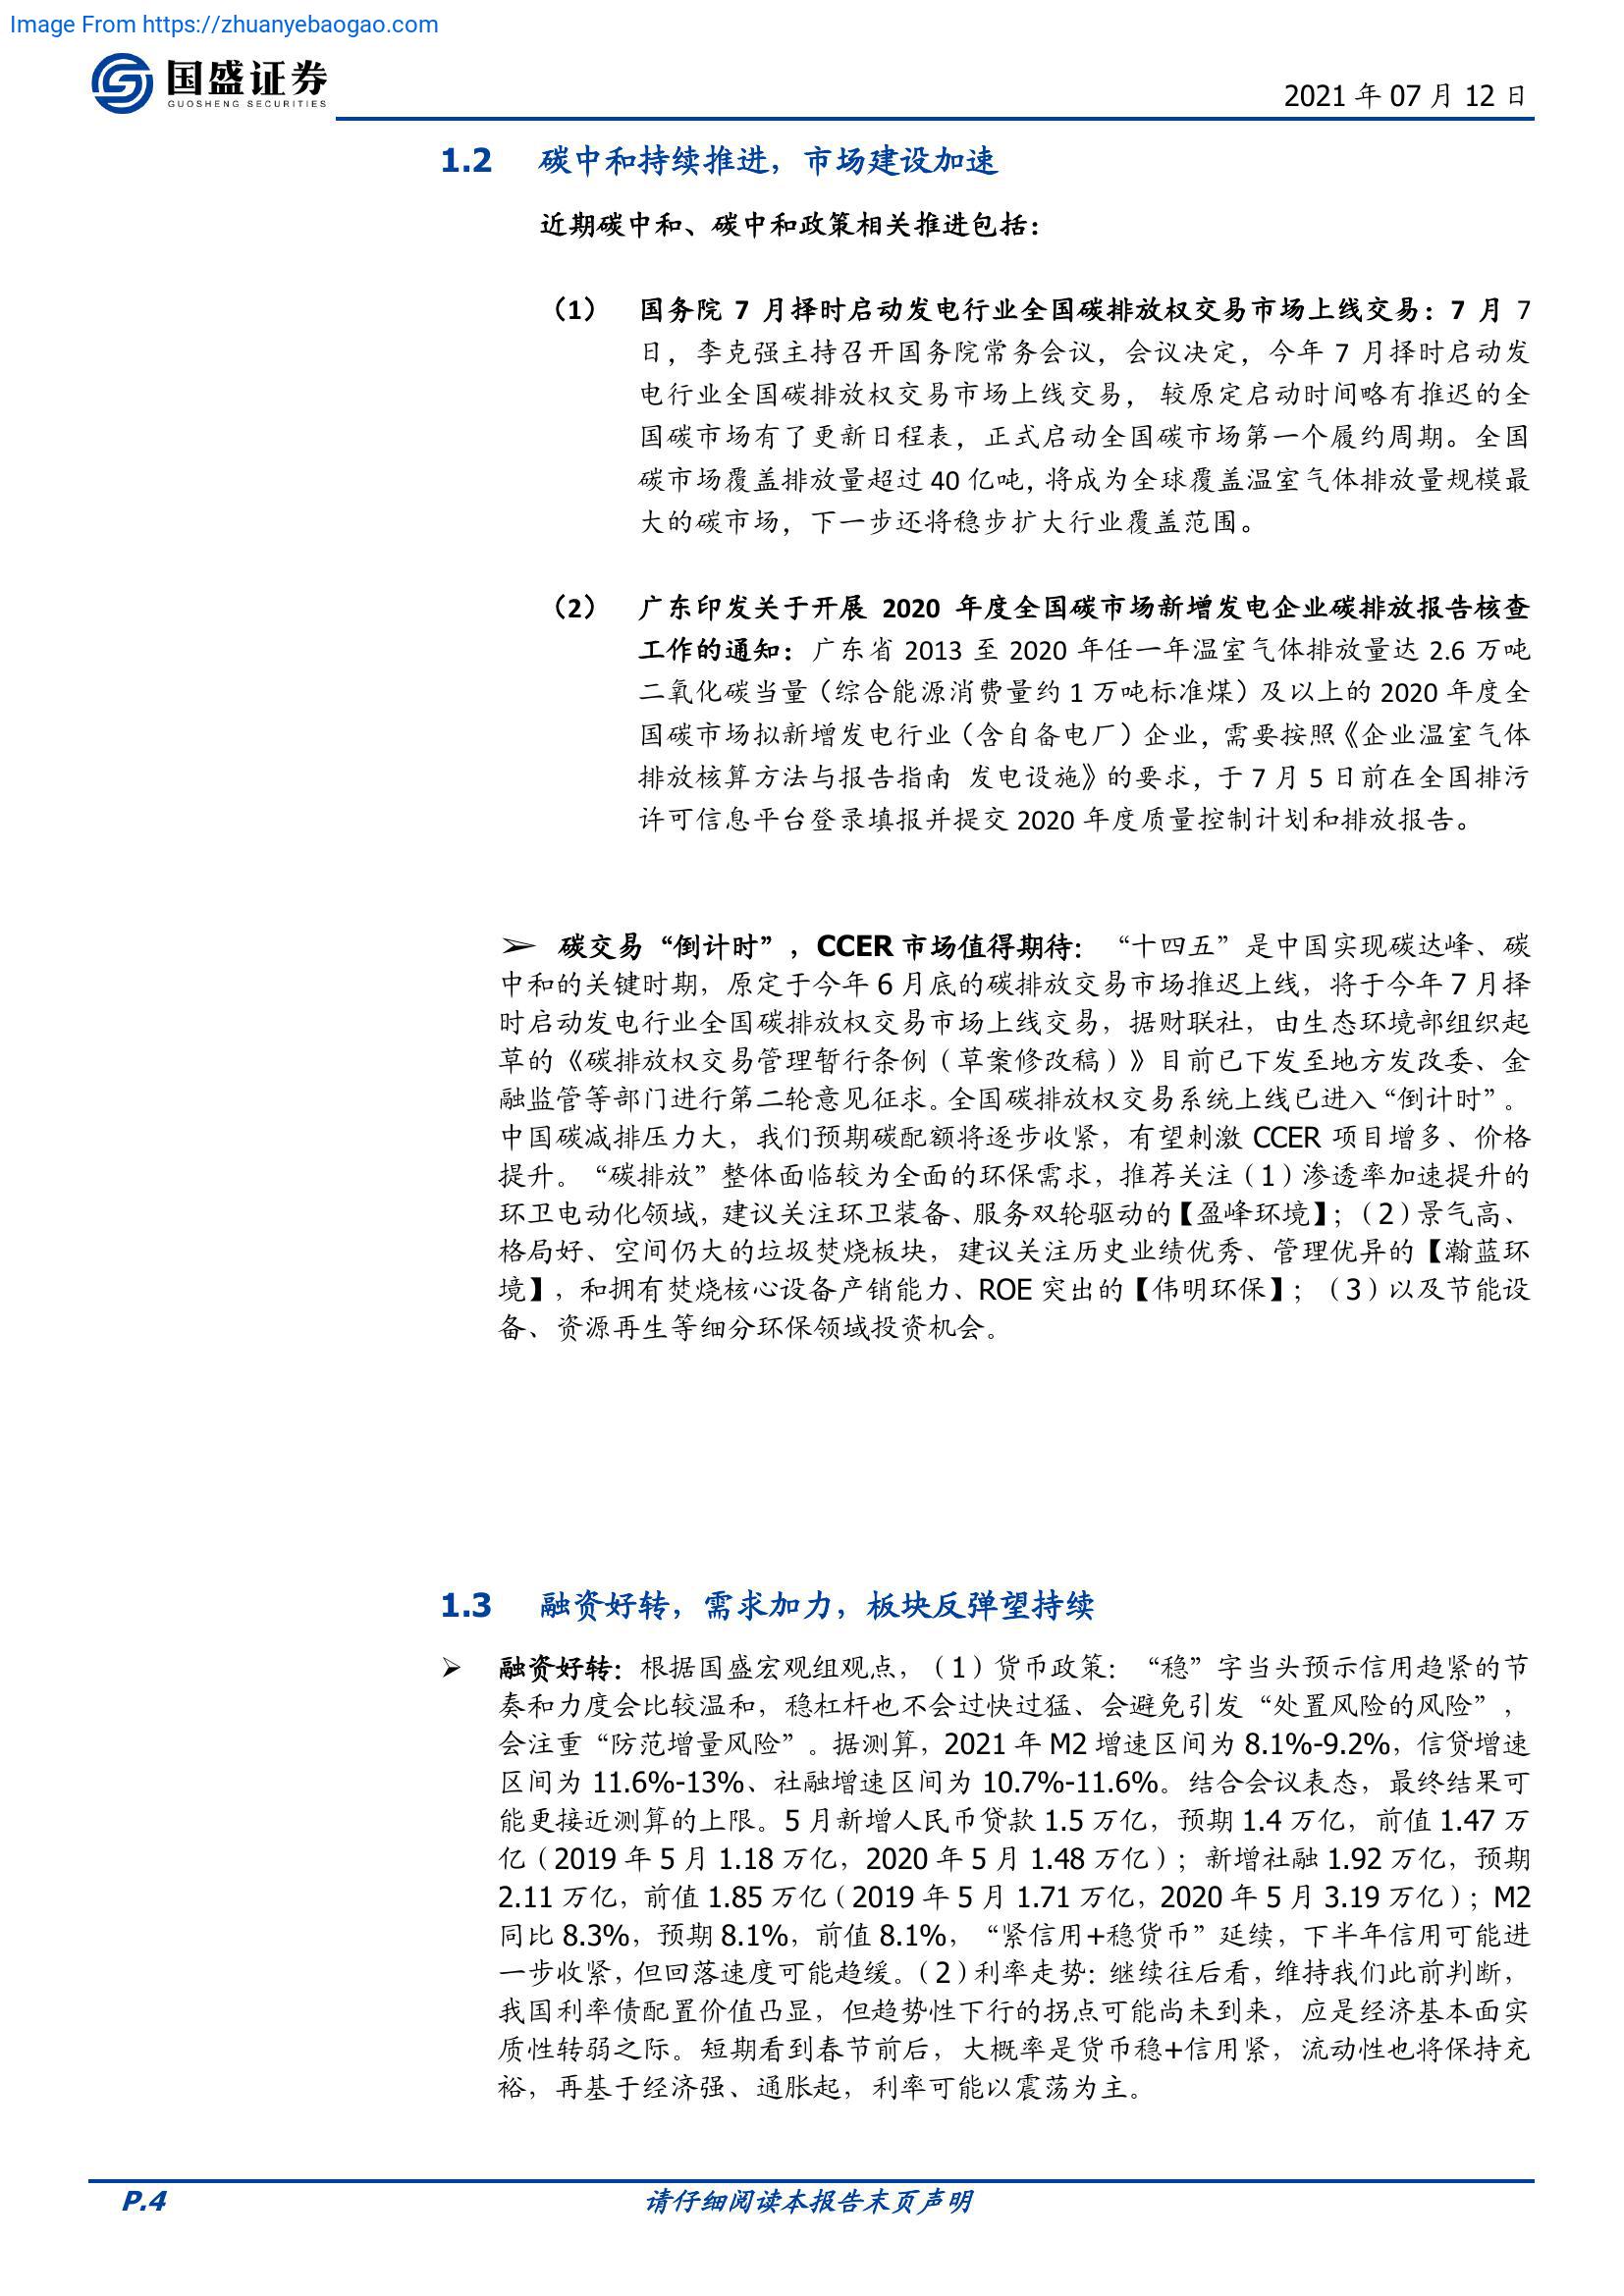 Image From https://zhuanyebaogao.com
国盛证券
GUOSHENG SECURITIES
2021 年 07 月 12 日
1.2 碳中和持续推进，市场建设加速
近期碳中和、碳中和政策相关推进包括：
（1） 国务院 7 月择时启动发电行业全国碳排放权交易市场上线交易：7 月 7
日，李克强主持召开国务院常务会议，会议决定，今年 7 月择时启动发
电行业全国碳排放权交易市场上线交易， 较原定启动时间略有推迟的全
国碳市场有了更新日程表，正式启动全国碳市场第一个履约周期。全国
碳市场覆盖排放量超过 40 亿吨，将成为全球覆盖温室气体排放量规模最
大的碳市场，下一步还将稳步扩大行业覆盖范围。
（2） 广东印发关于开展 2020 年度全国碳市场新增发电企业碳排放报告核查
工作的通知：广东省 2013 至 2020 年任一年温室气体排放量达 2.6 万吨
二氧化碳当量（综合能源消费量约 1 万吨标准煤）及以上的 2020 年度全
国碳市场拟新增发电行业（含自备电厂）企业，需要按照《企业温室气体
排放核算方法与报告指南 发电设施》的要求，于 7 月 5 日前在全国排污
许可信息平台登录填报并提交 2020 年度质量控制计划和排放报告。
➢ 碳交易“倒计时”，CCER 市场值得期待：“十四五”是中国实现碳达峰、碳
中和的关键时期，原定于今年 6 月底的碳排放交易市场推迟上线，将于今年 7 月择
时启动发电行业全国碳排放权交易市场上线交易，据财联社，由生态环境部组织起
草的《碳排放权交易管理暂行条例（草案修改稿）》目前已下发至地方发改委、金
融监管等部门进行第二轮意见征求。全国碳排放权交易系统上线已进入“倒计时”。
中国碳减排压力大，我们预期碳配额将逐步收紧，有望刺激 CCER 项目增多、价格
提升。“碳排放”整体面临较为全面的环保需求，推荐关注（1）渗透率加速提升的
环卫电动化领域，建议关注环卫装备、服务双轮驱动的【盈峰环境】；（2）景气高、
格局好、空间仍大的垃圾焚烧板块，建议关注历史业绩优秀、管理优异的【瀚蓝环
境】，和拥有焚烧核心设备产销能力、ROE 突出的【伟明环保】；（3）以及节能设
备、资源再生等细分环保领域投资机会。
1.3 融资好转，需求加力，板块反弹望持续
➢ 融资好转：根据国盛宏观组观点，（1）货币政策：“稳”字当头预示信用趋紧的节
奏和力度会比较温和，稳杠杆也不会过快过猛、会避免引发“处置风险的风险”，
会注重“防范增量风险”。据测算，2021 年 M2 增速区间为 8.1%-9.2%，信贷增速
区间为 11.6%-13%、社融增速区间为 10.7%-11.6%。结合会议表态，最终结果可
能更接近测算的上限。5 月新增人民币贷款 1.5 万亿，预期 1.4 万亿，前值 1.47 万
亿（2019 年 5 月 1.18 万亿，2020 年 5 月 1.48 万亿）；新增社融 1.92 万亿，预期
2.11 万亿，前值 1.85 万亿（2019 年 5 月 1.71 万亿，2020 年 5 月 3.19 万亿）；M2
同比 8.3%，预期 8.1%，前值 8.1%，“紧信用+稳货币”延续，下半年信用可能进
一步收紧，但回落速度可能趋缓。（2）利率走势：继续往后看，维持我们此前判断，
我国利率债配置价值凸显，但趋势性下行的拐点可能尚未到来，应是经济基本面实
质性转弱之际。短期看到春节前后，大概率是货币稳+信用紧，流动性也将保持充
裕，再基于经济强、通胀起，利率可能以震荡为主。
P.4 请仔细阅读本报告末页声明